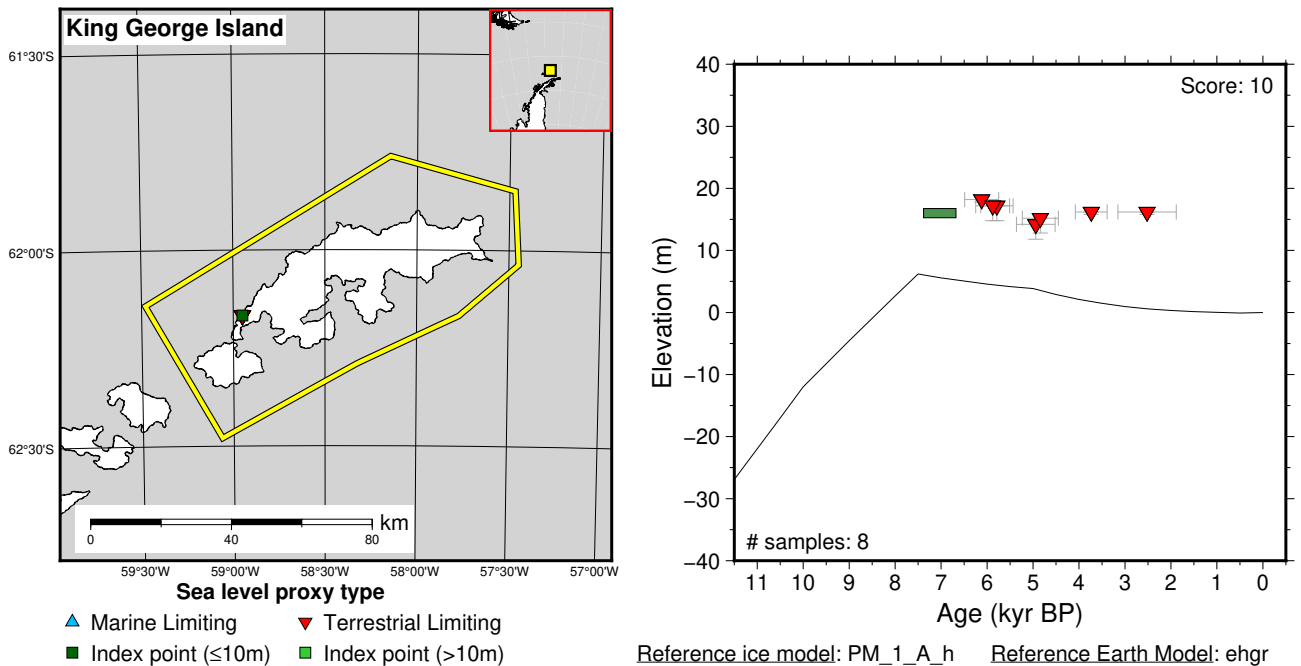 King George Island
61°30'S
62°00'S
62°30'S
km
0 40 80
59°30'W 59°00'W 58°30'W 58°00'W 57°30'W 57°00'W
Sea level proxy type
Marine Limiting
Terrestrial Limiting
Index point (≤10m)
Index point (>10m)
Score: 10
Elevation (m)
40
30
20
10
0
−10
−20
−30
−40
# samples: 8
11 10 9 8 7 6 5 4 3 2 1 0
Age (kyr BP)
Reference ice model: PM_1_A_h
Reference Earth Model: ehgr